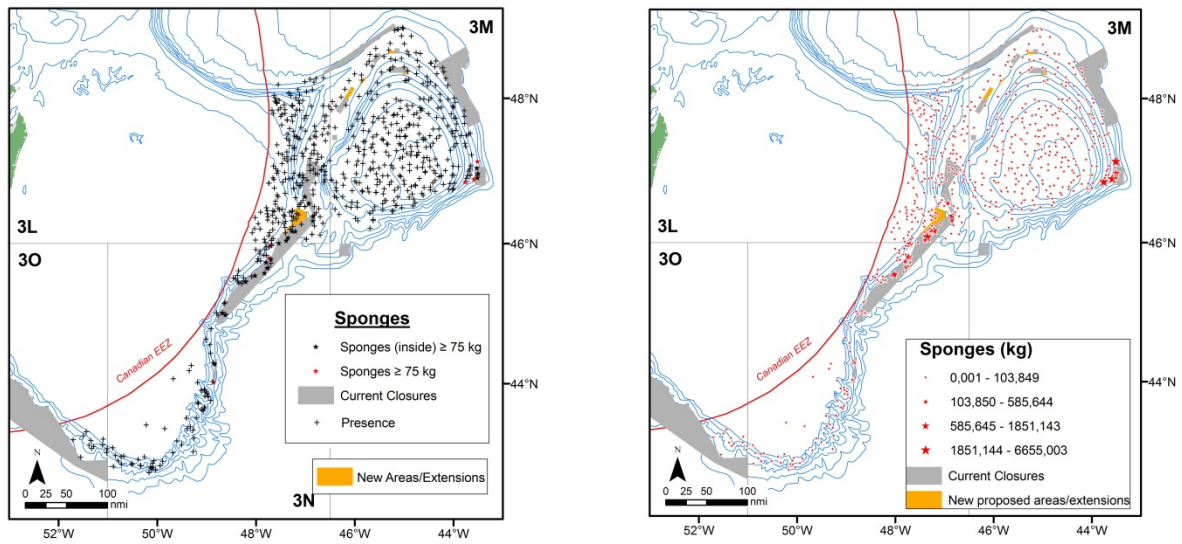 3M
48°N
3L
46°N
3O
Canadian EEZ
Sponges
Sponges (inside) ≥ 75 kg
Sponges ≥ 75 kg
Current Closures
Presence
44°N
New Areas/Extensions
N
0 25 50 100
nmi
3N
52°W 50°W 48°W 46°W 44°W
3M
48°N
3L
46°N
3O
Canadian EEZ
Sponges (kg)
0,001 - 103,849
103,850 - 585,644
585,645 - 1851,143
1851,144 - 6655,003
Current Closures
New proposed areas/extensions
44°N
N
0 25 50 100
nmi
52°W 50°W 48°W 46°W 44°W